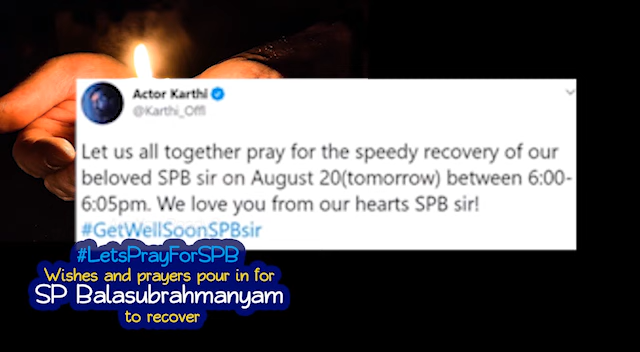 Actor Karthi
@Karthi_Offl
Let us all together pray for the speedy recovery of our
beloved SPB sir on August 20(tomorrow) between 6:00-
6:05pm. We love you from our hearts SPB sir!
#GetWellSoonSPBsir
#LetsPrayForSPB
Wishes and prayers pour in for
SP Balasubrahmanyam
to recover